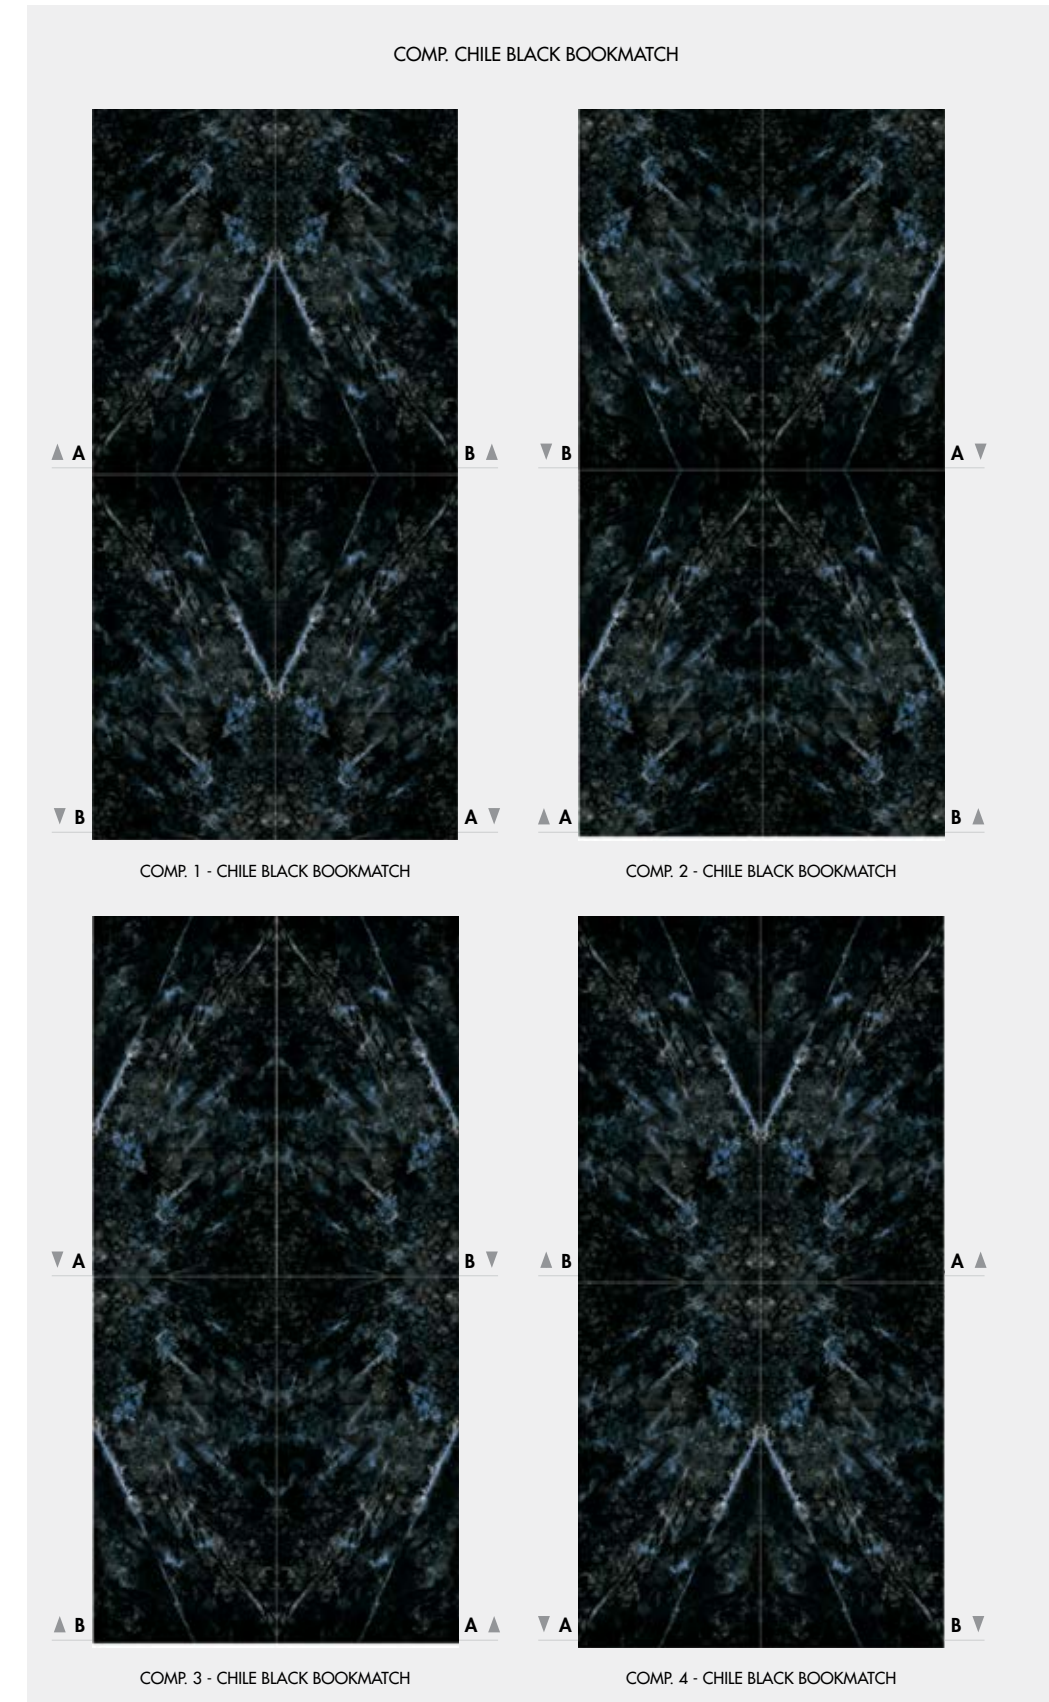 COMP. CHILE BLACK BOOKMATCH
A B B A
B A A B
COMP. 1 - CHILE BLACK BOOKMATCH COMP. 2 - CHILE BLACK BOOKMATCH
A B B A
B A A B
COMP. 3 - CHILE BLACK BOOKMATCH COMP. 4 - CHILE BLACK BOOKMATCH